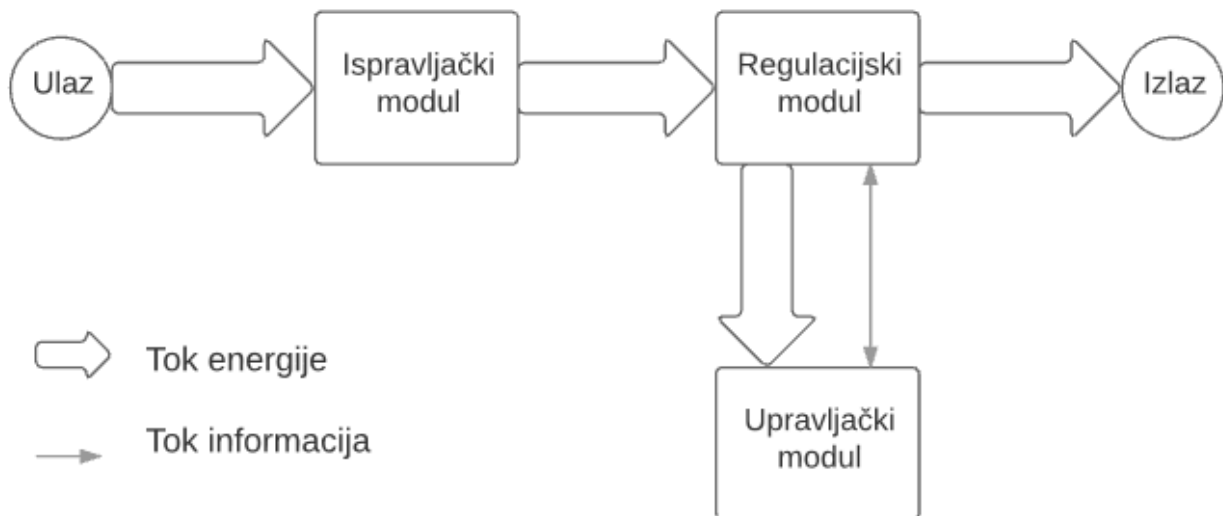 Ulaz
Ispravljački
modul
Regulacijski
modul
Izlaz
Tok energije
Tok informacija
Upravljački
modul